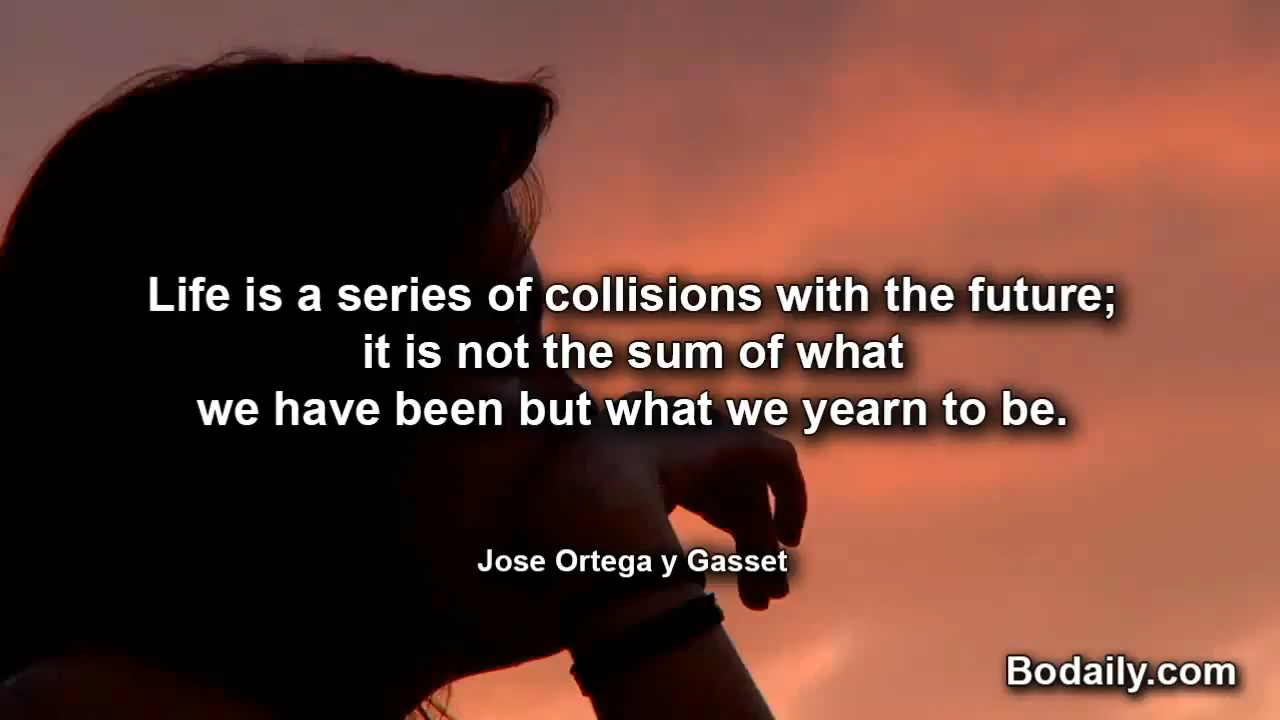 Life is a series of collisions with the future;
it is not the sum of what
we have been but what we yearn to be.
Jose Ortega y Gasset
Bodaily.com